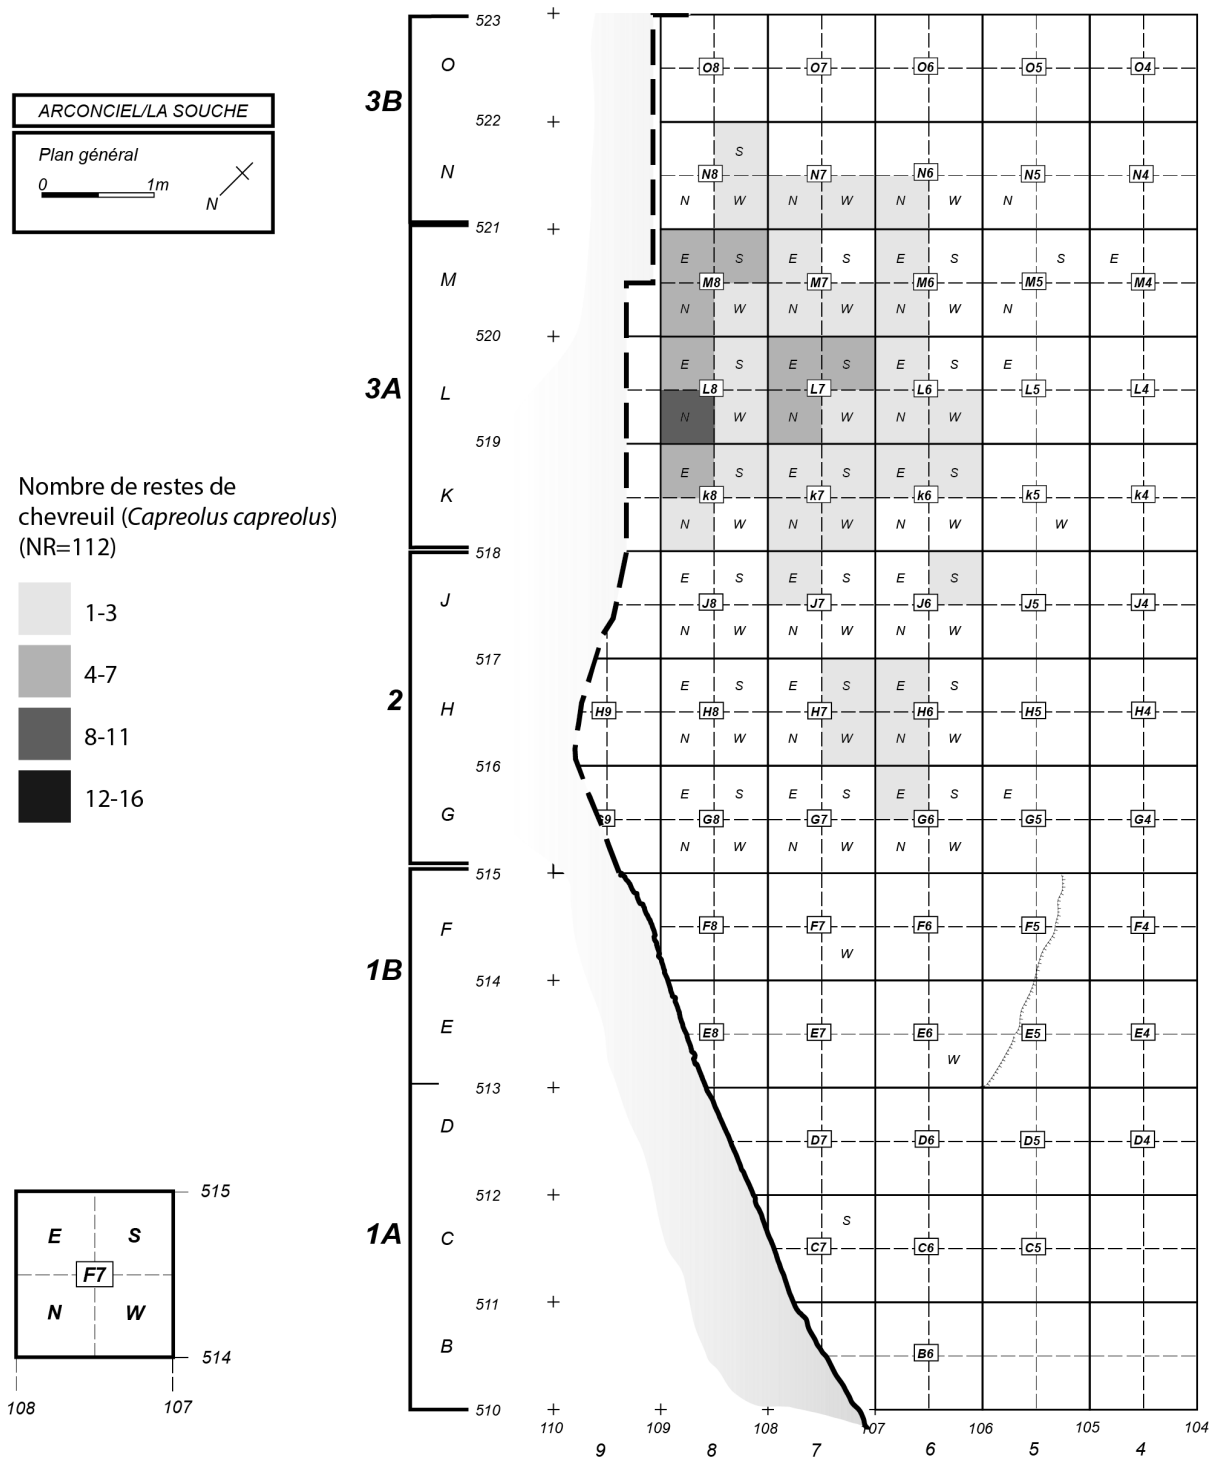 ARCONCIEL/LA SOUCHE
Plan général
0 1m
N
Nombre de restes de
chevreuil (Capreolus capreolus)
(NR=112)
1-3
4-7
8-11
12-16
515
E S
F7
N W
514
108 107
523
3B O O8 O7 O6 O5 O4
522
S
N N8 N7 N6 N5 N4
N W N W N W N
521
E S E S E S S E
M M8 M7 M6 M5 M4
N W N W N W N
520
E S E S E S E
3A L L8 L7 L6 L5 L4
N W N W N W
519
E S E S E S
K k8 k7 k6 k5 k4
N W N W N W W
518
E S E S E S
J J8 J7 J6 J5 J4
N W N W N W
517
E S E S E S
2 H H9 H8 H7 H6 H5 H4
N W N W N W
516
E S E S E S E
G G9 G8 G7 G6 G5 G4
N W N W N W
515
F F8 F7 F6 F5 F4
W
1B 514
E E8 E7 E6 E5 E4
W
513
D D7 D6 D5 D4
512
S
1A C C7 C6 C5
511
B B6
510
110 109 108 107 106 105 104
9 8 7 6 5 4